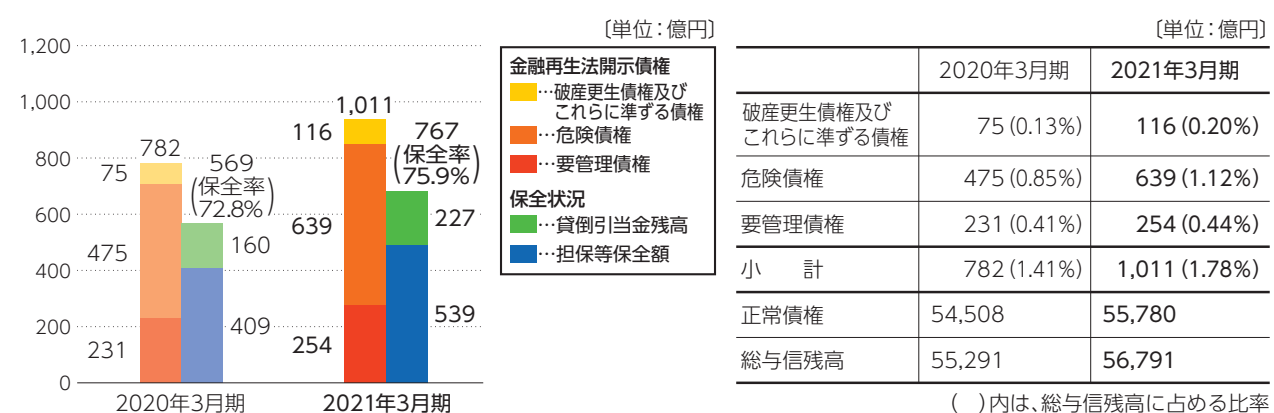 〔単位：億円〕
1,200
1,000
800
600
400
200
0
782
75
475
231
569
(保全率
72.8%)
160
409
2020年3月期
1,011
116
639
254
767
(保全率
75.9%)
227
539
2021年3月期
金融再生法開示債権
…破産更生債権及び
これらに準ずる債権
…危険債権
…要管理債権
保全状況
…貸倒引当金残高
…担保等保全額
〔単位：億円〕
2020年3月期 2021年3月期
破産更生債権及び
これらに準ずる債権 75(0.13%) 116(0.20%)
危険債権 475(0.85%) 639(1.12%)
要管理債権 231(0.41%) 254(0.44%)
小　計 782(1.41%) 1,011(1.78%)
正常債権 54,508 55,780
総与信残高 55,291 56,791
(　)内は、総与信残高に占める比率